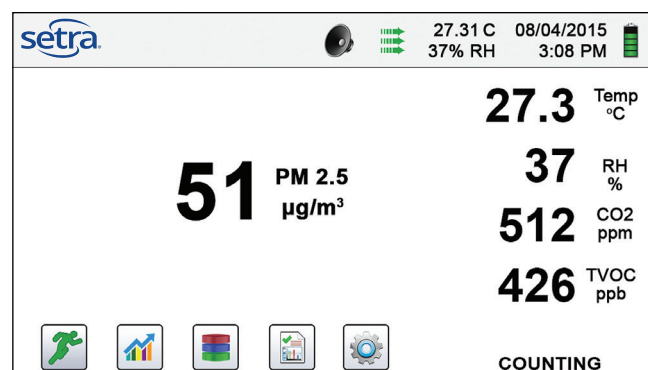 setra.
27.31 C 08/04/2015
37% RH 3:08 PM
27.3 Temp °C
51 PM 2.5 µg/m³
37 RH %
512 CO2 ppm
426 TVOC ppb
COUNTING